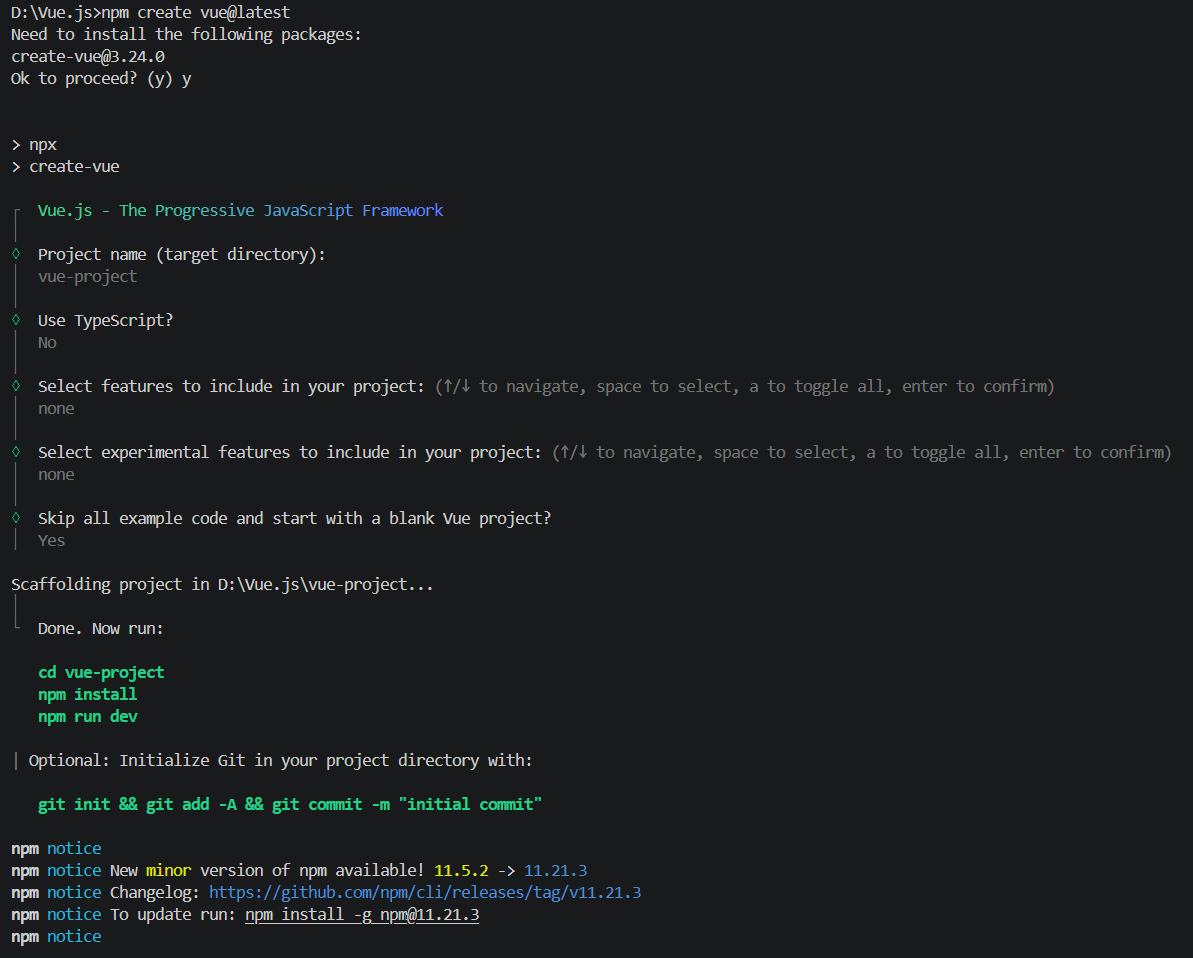 D:\Vue.js>npm create vue@latest
Need to install the following packages:
create-vue@3.24.0
Ok to proceed? (y) y
> npx
> create-vue
Vue.js - The Progressive JavaScript Framework
Project name (target directory):
vue-project
Use TypeScript?
No
Select features to include in your project: (↑/↓ to navigate, space to select, a to toggle all, enter to confirm)
none
Select experimental features to include in your project: (↑/↓ to navigate, space to select, a to toggle all, enter to confirm)
none
Skip all example code and start with a blank Vue project?
Yes
Scaffolding project in D:\Vue.js\vue-project...
Done. Now run:
cd vue-project
npm install
npm run dev
| Optional: Initialize Git in your project directory with:
git init && git add -A && git commit -m "initial commit"
npm notice
npm notice New minor version of npm available! 11.5.2 -> 11.21.3
npm notice Changelog: https://github.com/npm/cli/releases/tag/v11.21.3
npm notice To update run: npm install -g npm@11.21.3
npm notice